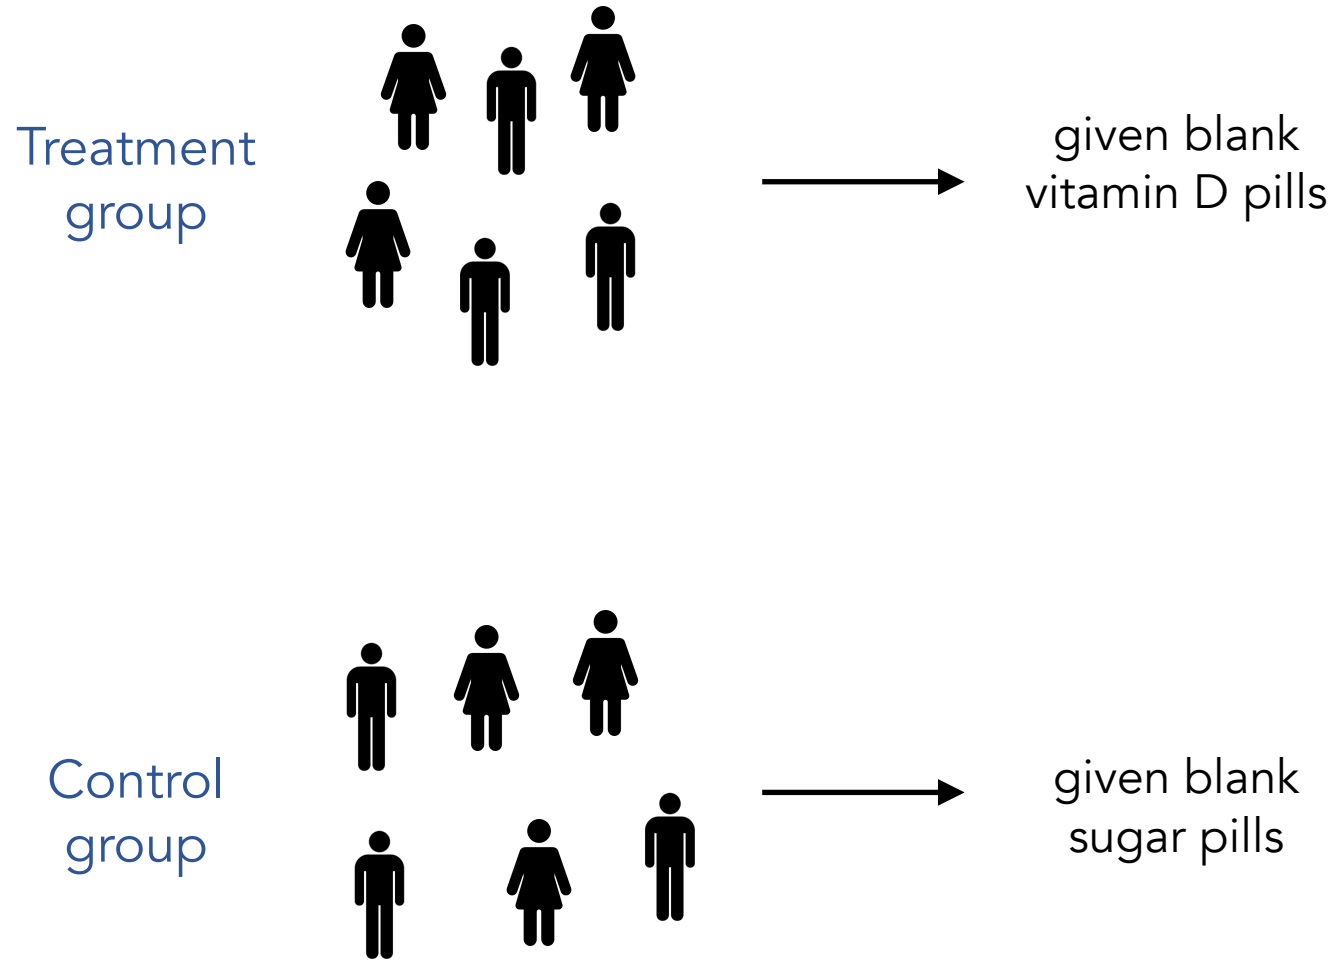 Treatment
group
given blank
vitamin D pills
Control
group
given blank
sugar pills